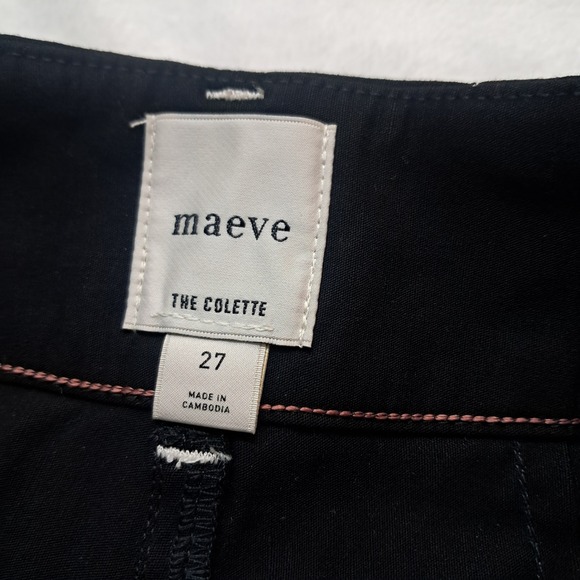 maeve
THE COLETTE
27
MADE IN
CAMBODIA